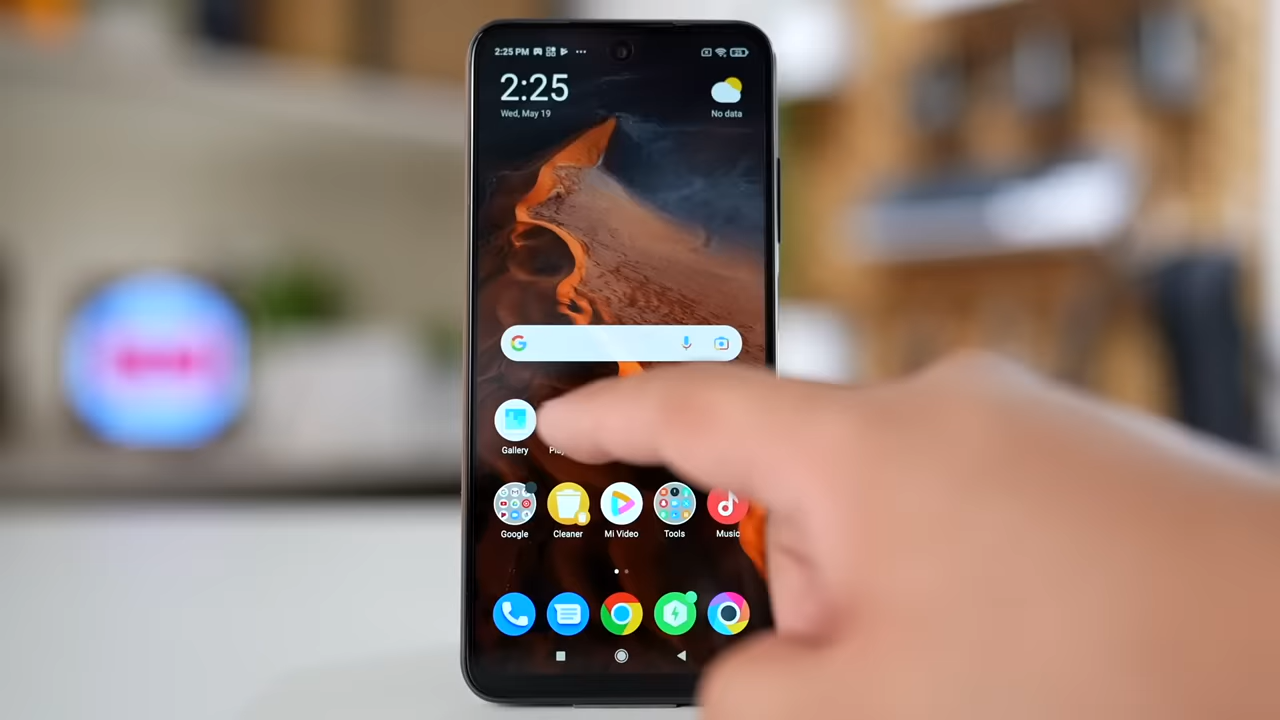 2:25 PM
2:25
Wed, May 19
No data
Gallery
Google
Cleaner
Mi Video
Tools
Music